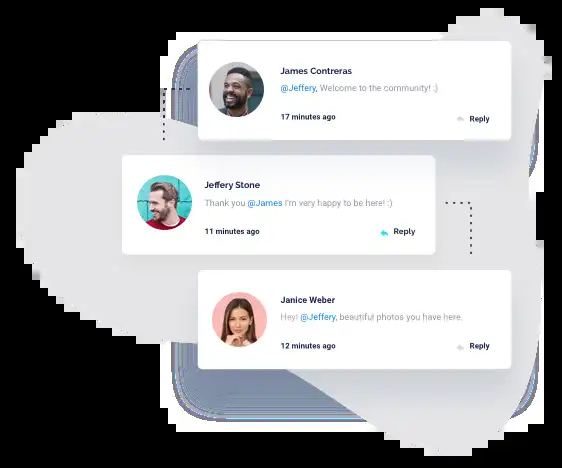 James Contreras
@Jeffery, Welcome to the community! :)
17 minutes ago
Reply
Jeffery Stone
Thank you @James I'm very happy to be here! :)
11 minutes ago
Reply
Janice Weber
Hey! @Jeffery, beautiful photos you have here.
12 minutes ago
Reply